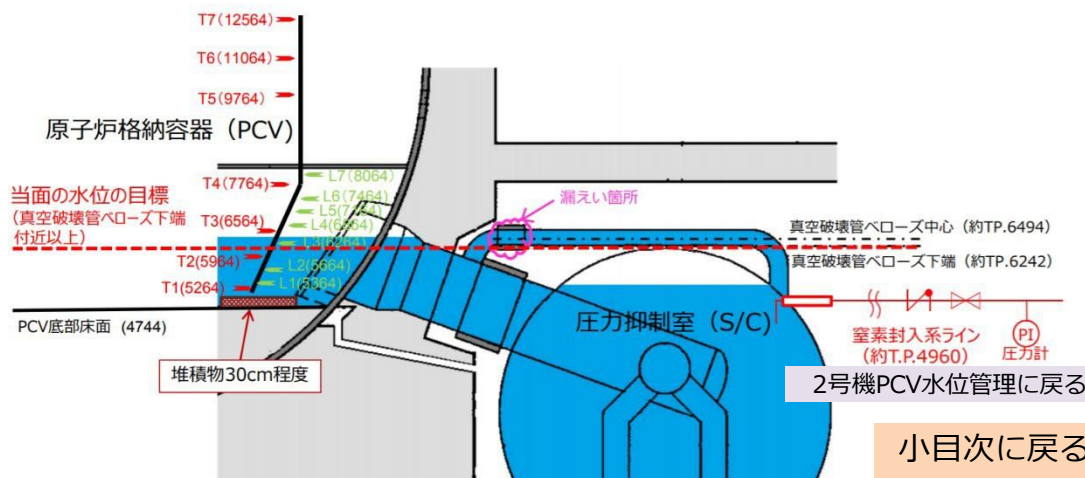 T7(12564)
T6(11064)
T5(9764)
原子炉格納容器（PCV)
L7(8064)
T4(7764)
L6(7464)
当面の水位の目標
(真空破壊管ベローズ下端
付近以上)
漏えい箇所
T3(6564)
真空破壊管ベローズ中心（約TP.6494）
T2(5964)
L2(5664)
真空破壊管ベローズ下端（約TP.6242）
T1(5264)
L1(5364)
PCV底部床面（4744）
圧力抑制室（S/C)
窒素封入系ライン
(約T.P.4960)
PI
圧力計
堆積物30cm程度
2号機PCV水位管理に戻る
小目次に戻る